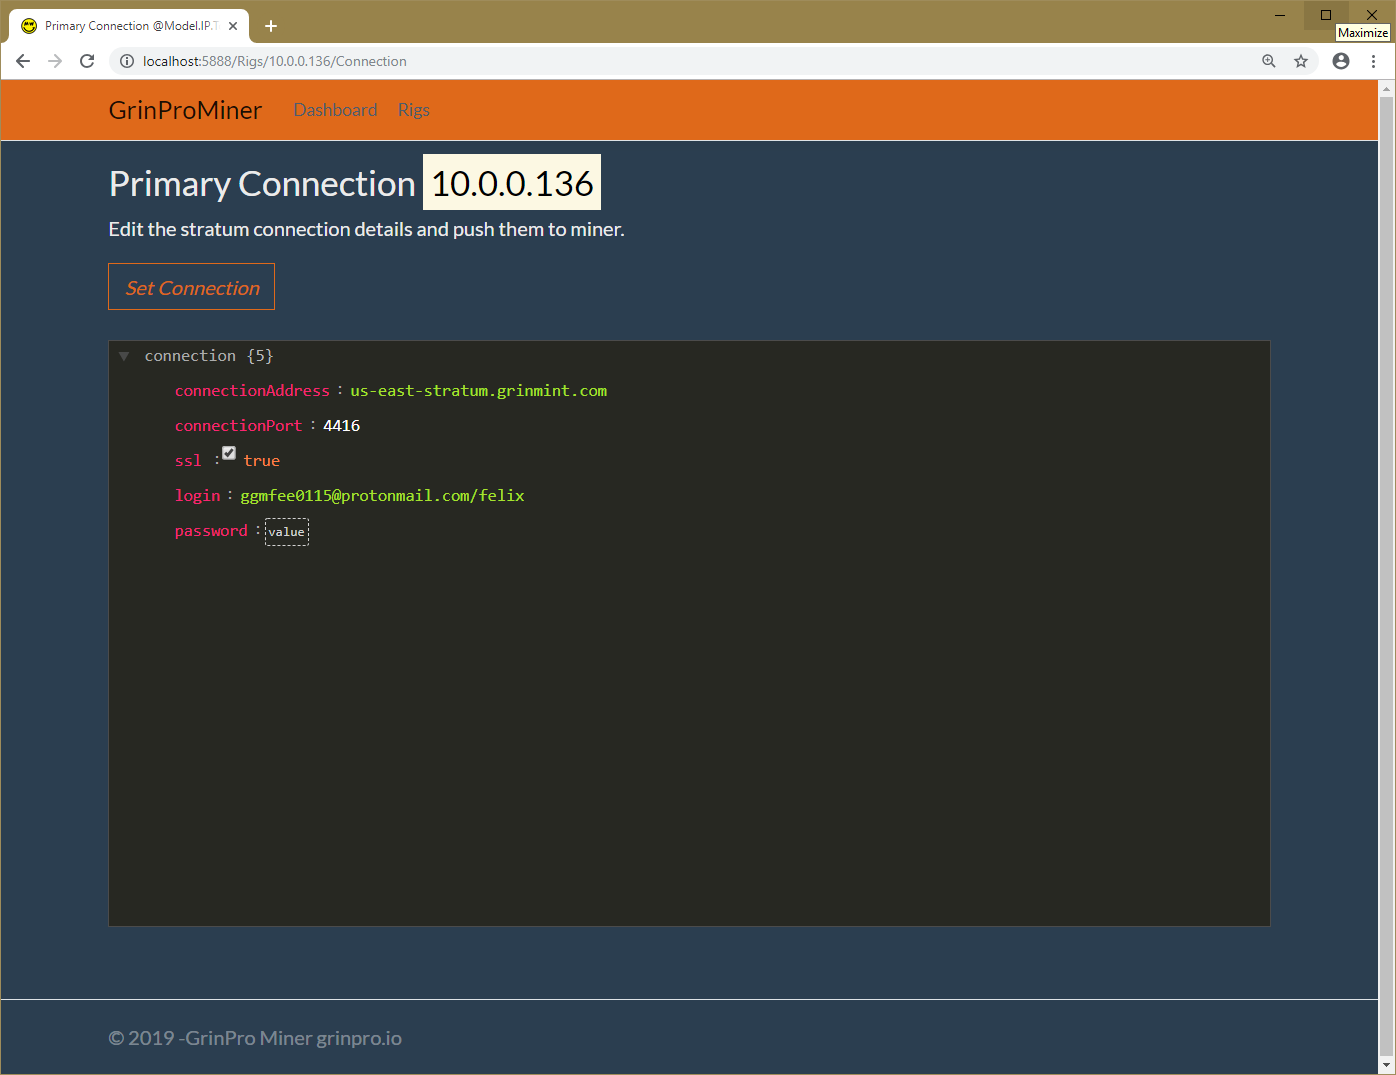 Primary Connection @Model.IP.T
Maximize
localhost:5888/Rigs/10.0.0.136/Connection
GrinProMiner Dashboard Rigs
Primary Connection 10.0.0.136
Edit the stratum connection details and push them to miner.
Set Connection
connection {5}
connectionAddress : us-east-stratum.grinmint.com
connectionPort : 4416
ssl : true
login : ggmfee0115@protonmail.com/felix
password : value
© 2019 -GrinPro Miner grinpro.io